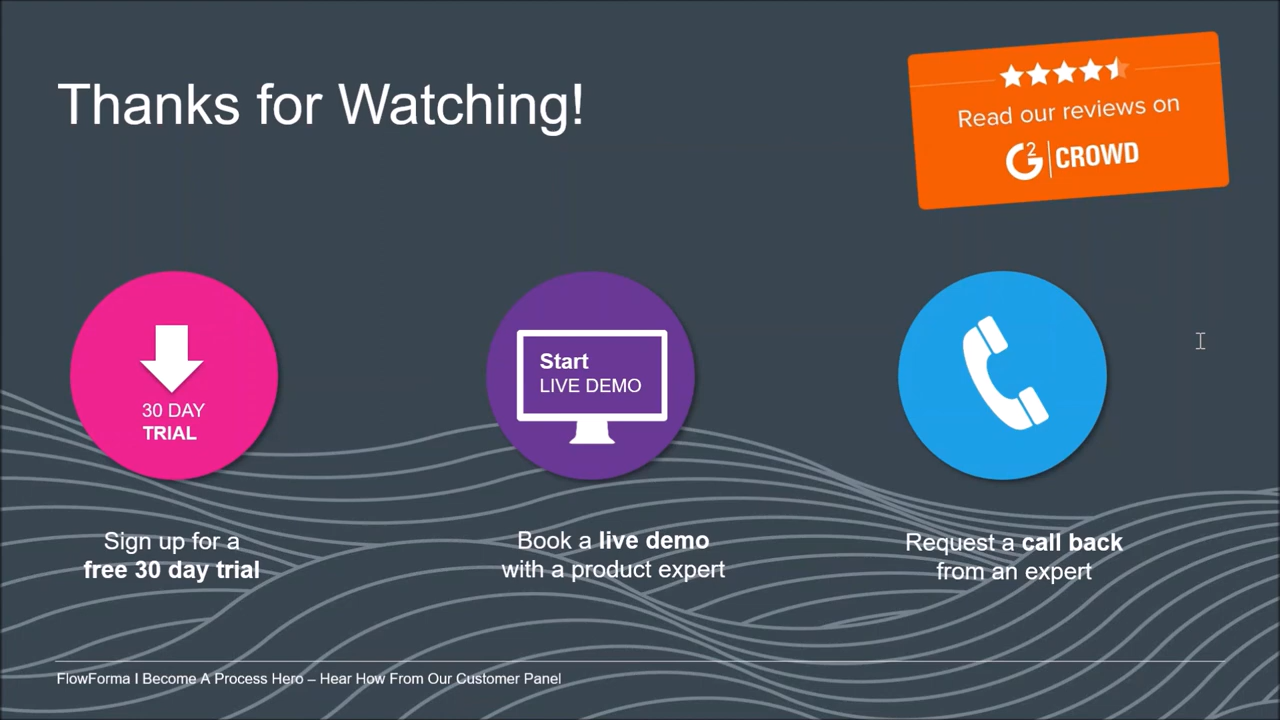 Thanks for Watching!
Read our reviews on
G2 | CROWD
30 DAY
TRIAL
Start
LIVE DEMO
Sign up for a
free 30 day trial
Book a live demo
with a product expert
Request a call back
from an expert
FlowForma I Become A Process Hero – Hear How From Our Customer Panel